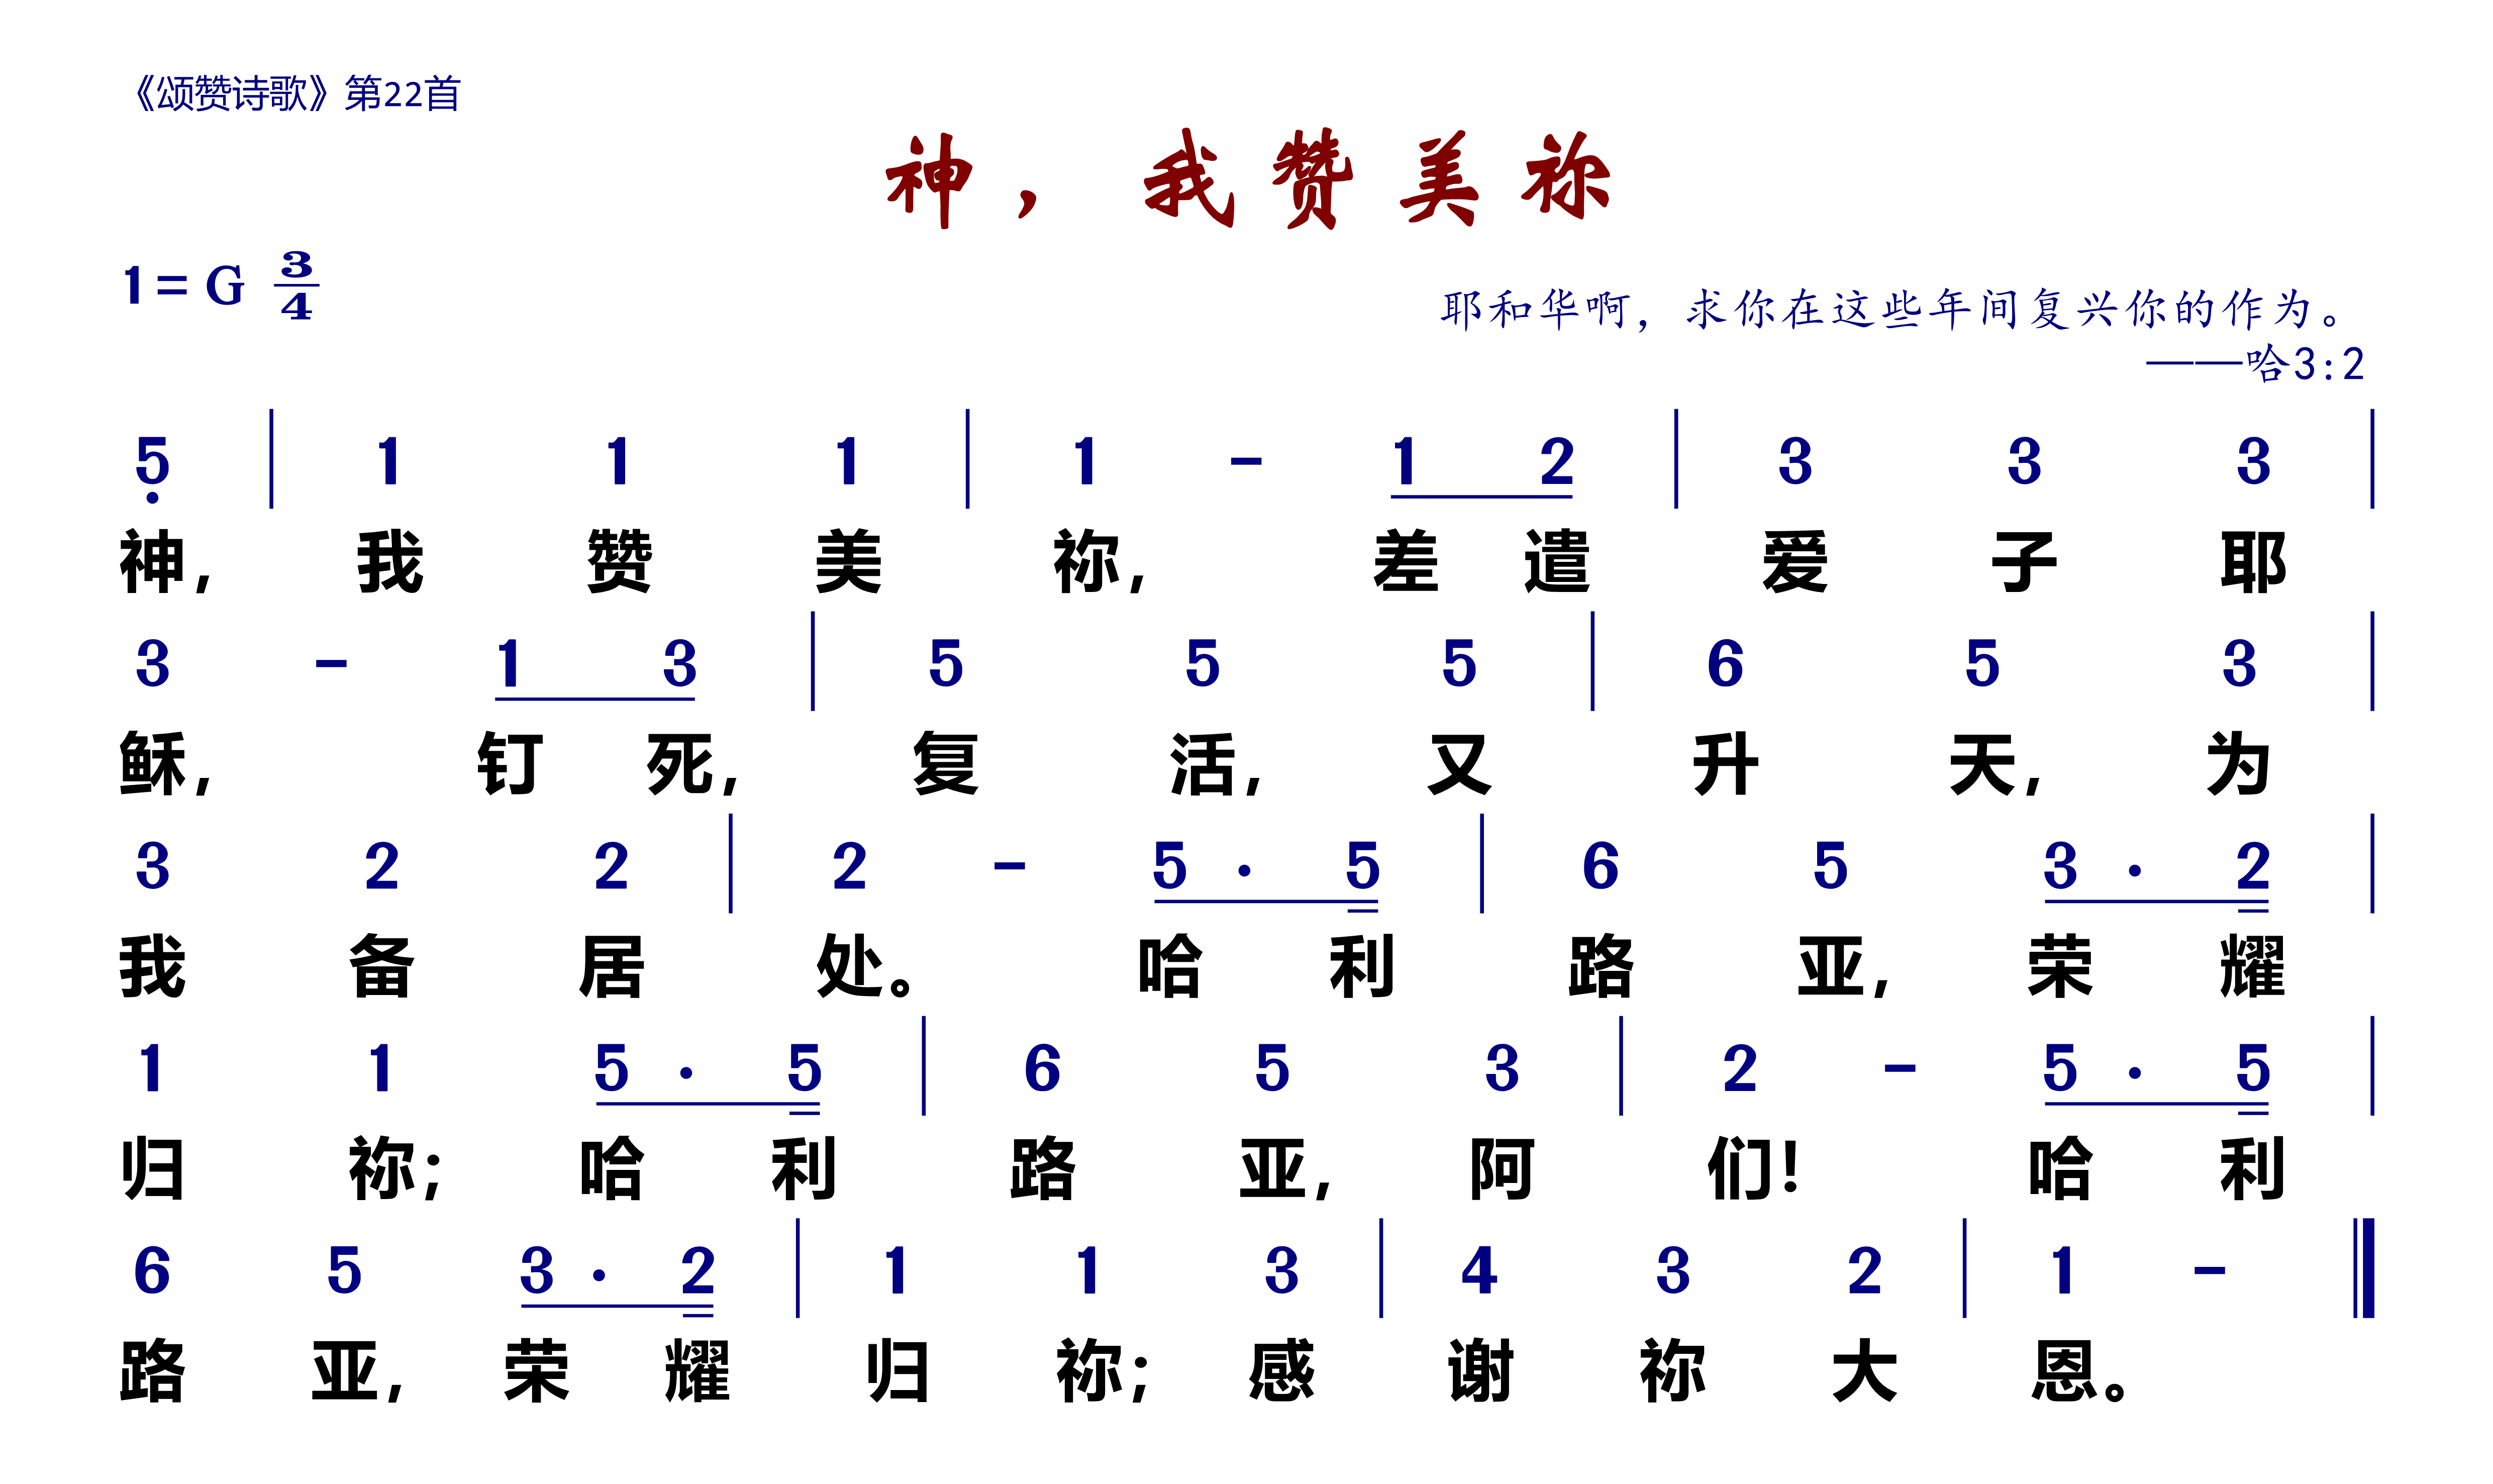 《颂赞诗歌》第22首
神，我赞美祢
1= G 3/4
耶和华啊，求你在这些年间复兴你的作为。
——哈3:2
5̣ | 1 1 1 | 1 - 1 2 | 3 3 3 |
神, 我 赞 美 祢, 差 遣 爱 子 耶
3 - 1 3 | 5 5 5 | 6 5 3 |
稣, 钉 死, 复 活, 又 升 天, 为
3 2 2 | 2 - 5 · 5 | 6 5 3 · 2 |
我 备 居 处。 哈 利 路 亚, 荣 耀
1 1 5 · 5 | 6 5 3 | 2 - 5 · 5 |
归 祢; 哈 利 路 亚, 阿 们! 哈 利
6 5 3 · 2 | 1 1 3 | 4 3 2 | 1 - ‖
路 亚, 荣 耀 归 祢; 感 谢 祢 大 恩。